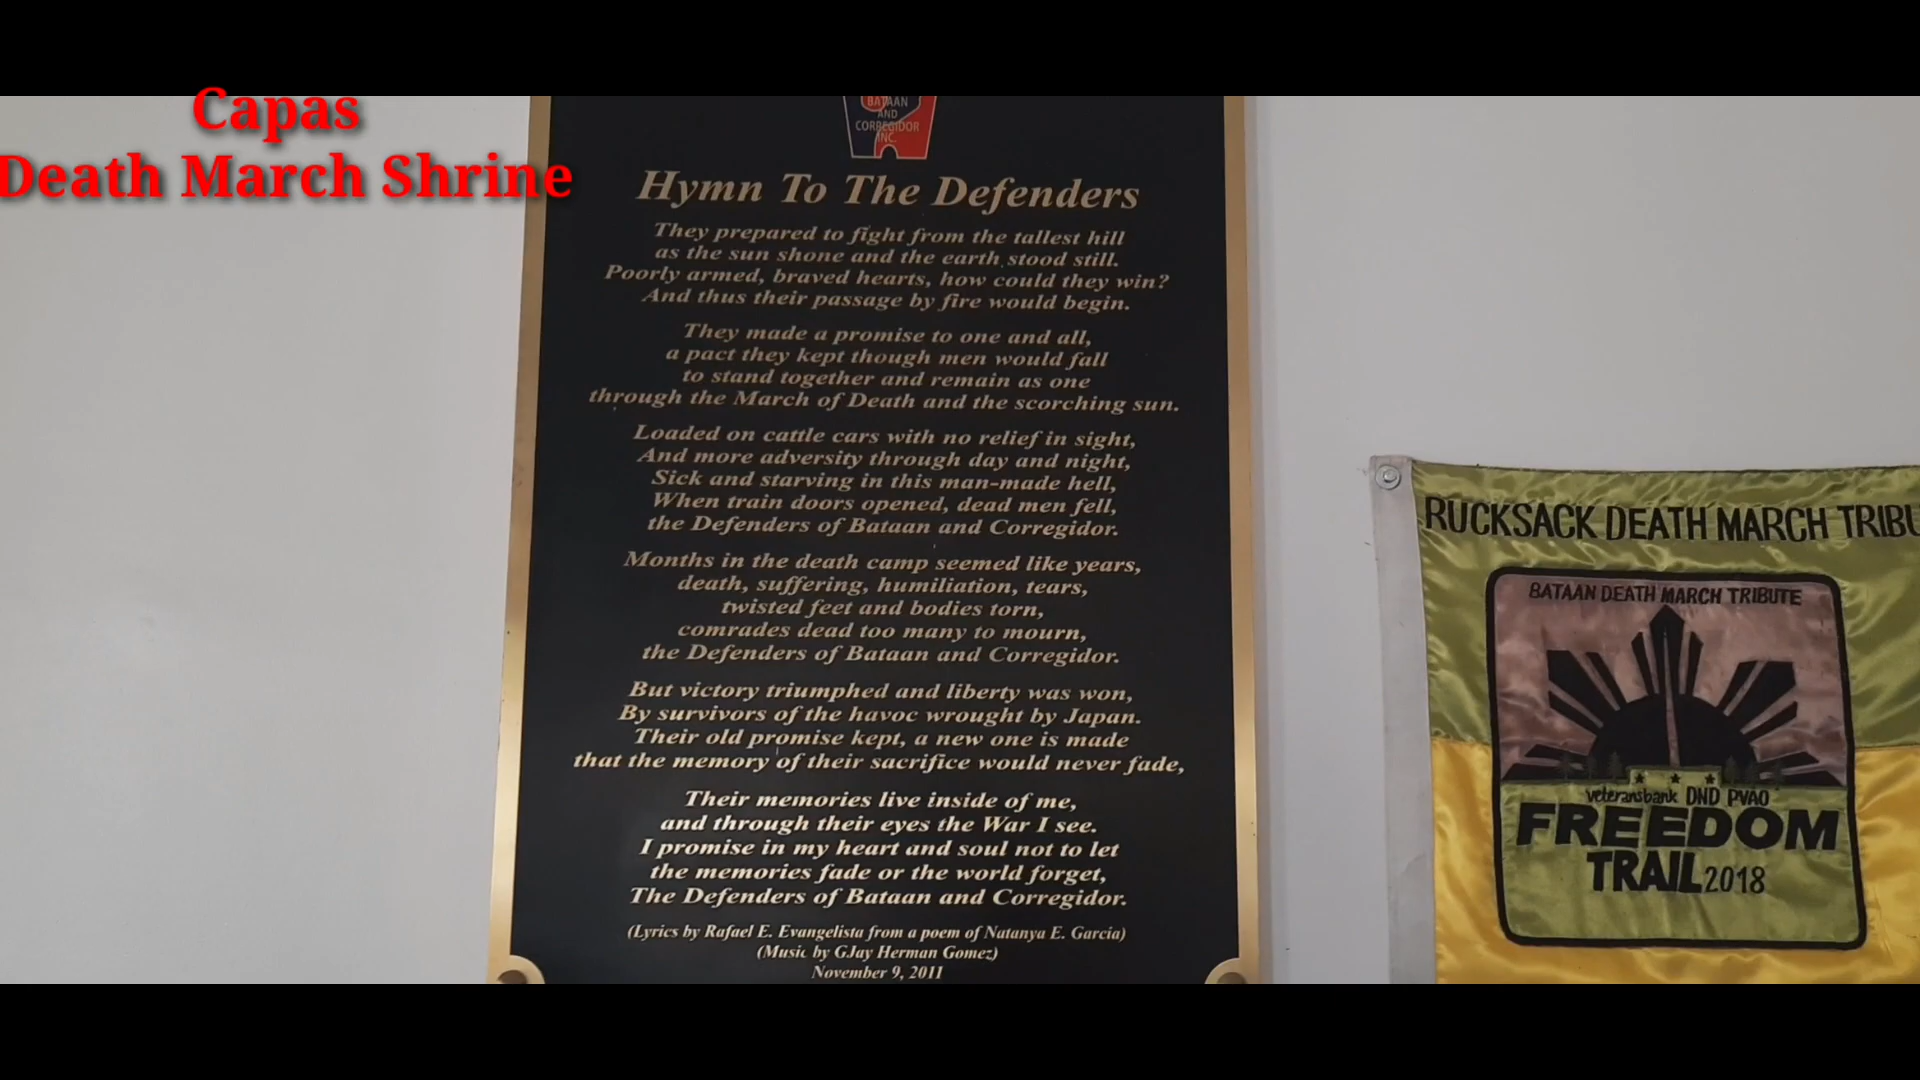 Capas
Death March Shrine
BATAAN
AND
CORREGIDOR
INC.
Hymn To The Defenders
They prepared to fight from the tallest hill
as the sun shone and the earth stood still.
Poorly armed, braved hearts, how could they win?
And thus their passage by fire would begin.
They made a promise to one and all,
a pact they kept though men would fall
to stand together and remain as one
through the March of Death and the scorching sun.
Loaded on cattle cars with no relief in sight,
And more adversity through day and night,
Sick and starving in this man-made hell,
When train doors opened, dead men fell,
the Defenders of Bataan and Corregidor.
Months in the death camp seemed like years,
death, suffering, humiliation, tears,
twisted feet and bodies torn,
comrades dead too many to mourn,
the Defenders of Bataan and Corregidor.
But victory triumphed and liberty was won,
By survivors of the havoc wrought by Japan.
Their old promise kept, a new one is made
that the memory of their sacrifice would never fade,
Their memories live inside of me,
and through their eyes the War I see.
I promise in my heart and soul not to let
the memories fade or the world forget,
The Defenders of Bataan and Corregidor.
(Lyrics by Rafael E. Evangelista from a poem of Natanya E. Garcia)
(Music by GJay Herman Gomez)
November 9, 2011
RUCKSACK DEATH MARCH TRIBU
BATAAN DEATH MARCH TRIBUTE
veteransbank DND PVAO
FREEDOM
TRAIL 2018